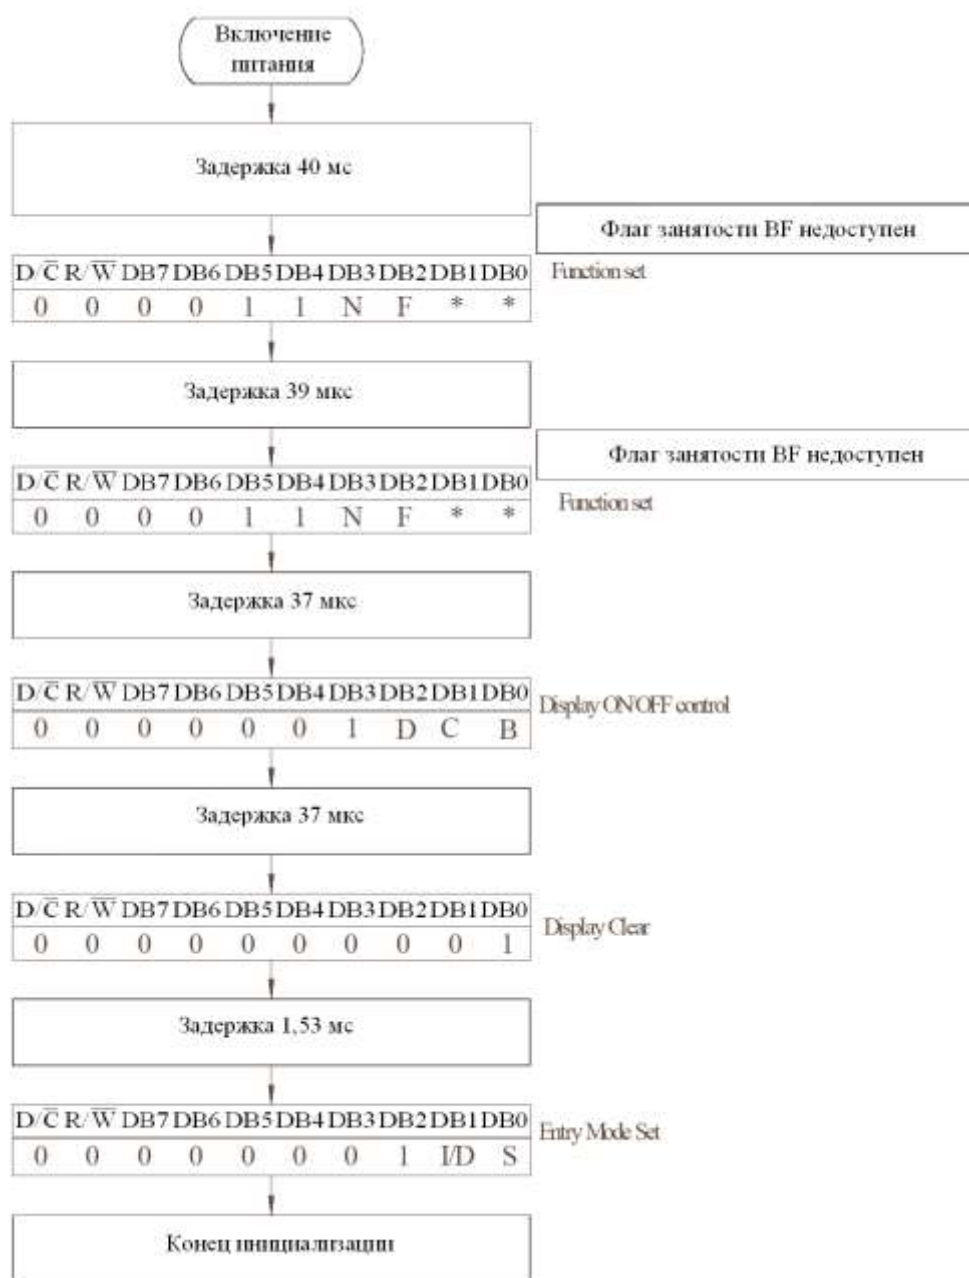 Включение
питания
Задержка 40 мс
Флаг занятости BF недоступен
D/C̅ R/W̅ DB7 DB6 DB5 DB4 DB3 DB2 DB1 DB0
Function set
0 0 0 0 1 1 N F * *
Задержка 39 мкс
Флаг занятости BF недоступен
D/C̅ R/W̅ DB7 DB6 DB5 DB4 DB3 DB2 DB1 DB0
Function set
0 0 0 0 1 1 N F * *
Задержка 37 мкс
D/C̅ R/W̅ DB7 DB6 DB5 DB4 DB3 DB2 DB1 DB0
Display ON/OFF control
0 0 0 0 0 0 1 D C B
Задержка 37 мкс
D/C̅ R/W̅ DB7 DB6 DB5 DB4 DB3 DB2 DB1 DB0
Display Clear
0 0 0 0 0 0 0 0 0 1
Задержка 1,53 мс
D/C̅ R/W̅ DB7 DB6 DB5 DB4 DB3 DB2 DB1 DB0
Entry Mode Set
0 0 0 0 0 0 0 1 I/D S
Конец инициализации